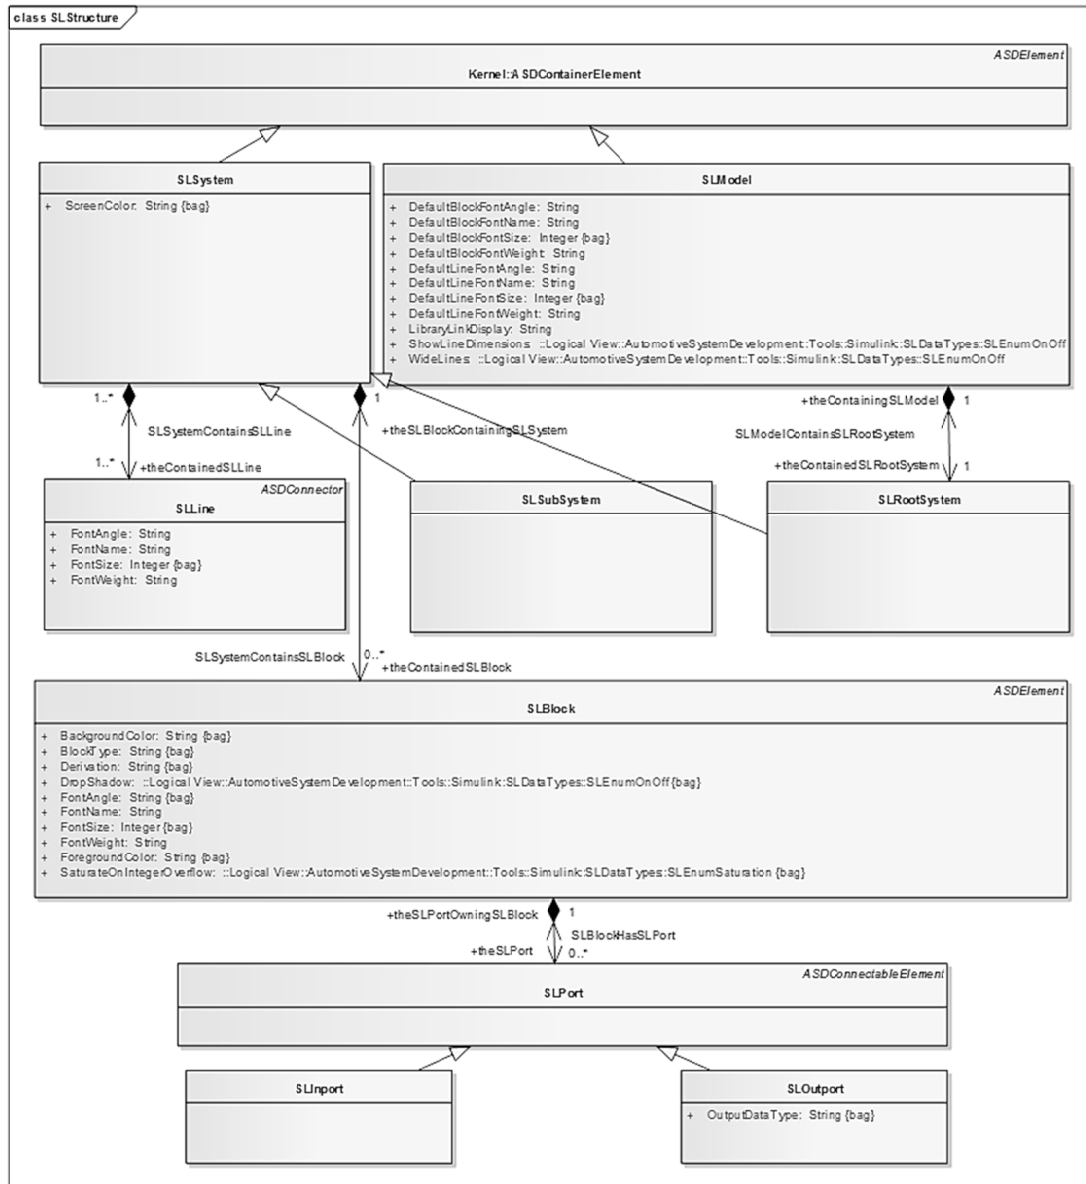 class SLStructure
ASDElement
Kernel::ASDContainerElement
SLSystem
+ ScreenColor: String {bag}
SLModel
+ DefaultBlockFontAngle: String
+ DefaultBlockFontName: String
+ DefaultBlockFontSize: Integer {bag}
+ DefaultBlockFontWeight: String
+ DefaultLineFontAngle: String
+ DefaultLineFontName: String
+ DefaultLineFontSize: Integer {bag}
+ DefaultLineFontWeight: String
+ LibraryLinkDisplay: String
+ ShowLineDimensions: ::Logical View::AutomotiveSystemDevelopment::Tools::Simulink::SLDataTypes::SLEnumOnOff
+ WideLines: ::Logical View::AutomotiveSystemDevelopment::Tools::Simulink::SLDataTypes::SLEnumOnOff
1..*
SLSystemContainsSLLine
1..*
+theContainedSLLine
1
+theSLBlockContainingSLSystem
+theContainingSLModel
1
SLModelContainsSLRootSystem
+theContainedSLRootSystem
1
ASDConnector
SLLine
+ FontAngle: String
+ FontName: String
+ FontSize: Integer {bag}
+ FontWeight: String
SLSubSystem
SLRootSystem
SLSystemContainsSLBlock
0..*
+theContainedSLBlock
ASDElement
SLBlock
+ BackgroundColor: String {bag}
+ BlockType: String {bag}
+ Derivation: String {bag}
+ DropShadow: ::Logical View::AutomotiveSystemDevelopment::Tools::Simulink::SLDataTypes::SLEnumOnOff {bag}
+ FontAngle: String {bag}
+ FontName: String
+ FontSize: Integer {bag}
+ FontWeight: String
+ ForegroundColor: String {bag}
+ SaturateOnIntegerOverflow: ::Logical View::AutomotiveSystemDevelopment::Tools::Simulink::SLDataTypes::SLEnumSaturation {bag}
+theSLPortOwningSLBlock
1
SLBlockHasSLPort
+theSLPort
0..*
ASDConnectableElement
SLPort
SLInport
SLOutport
+ OutputDataType: String {bag}